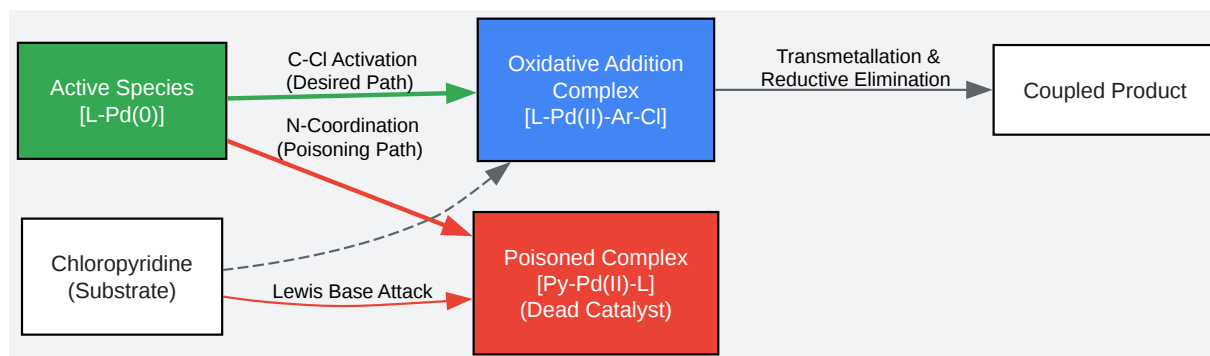 Active Species
[L-Pd(0)]
C-Cl Activation
(Desired Path)
N-Coordination
(Poisoning Path)
Oxidative Addition
Complex
[L-Pd(II)-Ar-Cl]
Transmetallation &
Reductive Elimination
Coupled Product
Chloropyridine
(Substrate)
Lewis Base Attack
Poisoned Complex
[Py-Pd(II)-L]
(Dead Catalyst)